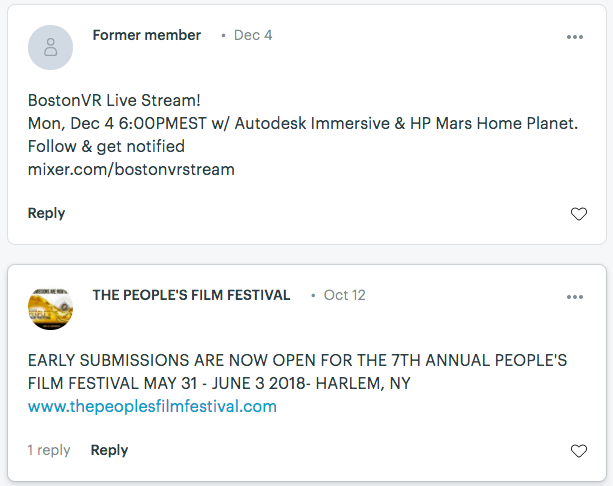 Former member • Dec 4
BostonVR Live Stream!
Mon, Dec 4 6:00PMEST w/ Autodesk Immersive & HP Mars Home Planet.
Follow & get notified
mixer.com/bostonvrstream
Reply
THE PEOPLE'S FILM FESTIVAL • Oct 12
EARLY SUBMISSIONS ARE NOW OPEN FOR THE 7TH ANNUAL PEOPLE'S
FILM FESTIVAL MAY 31 - JUNE 3 2018- HARLEM, NY
www.thepeoplesfilmfestival.com
1 reply Reply